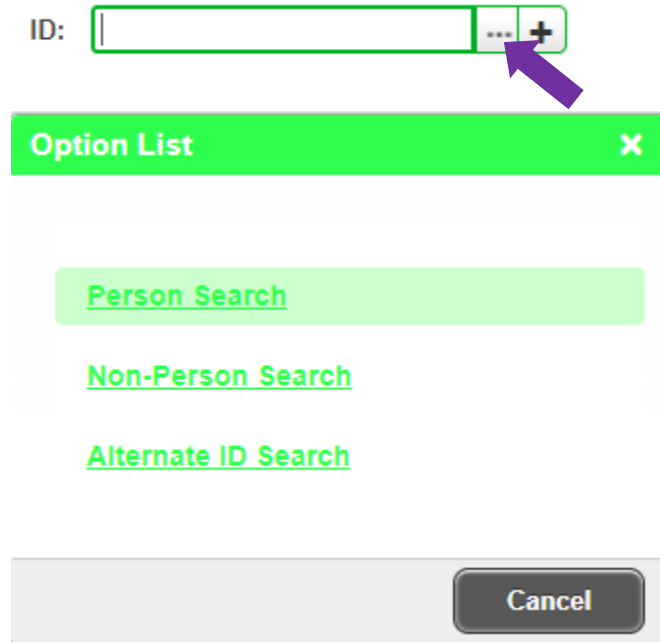 ID: ... +
Option List ×
Person Search
Non-Person Search
Alternate ID Search
Cancel